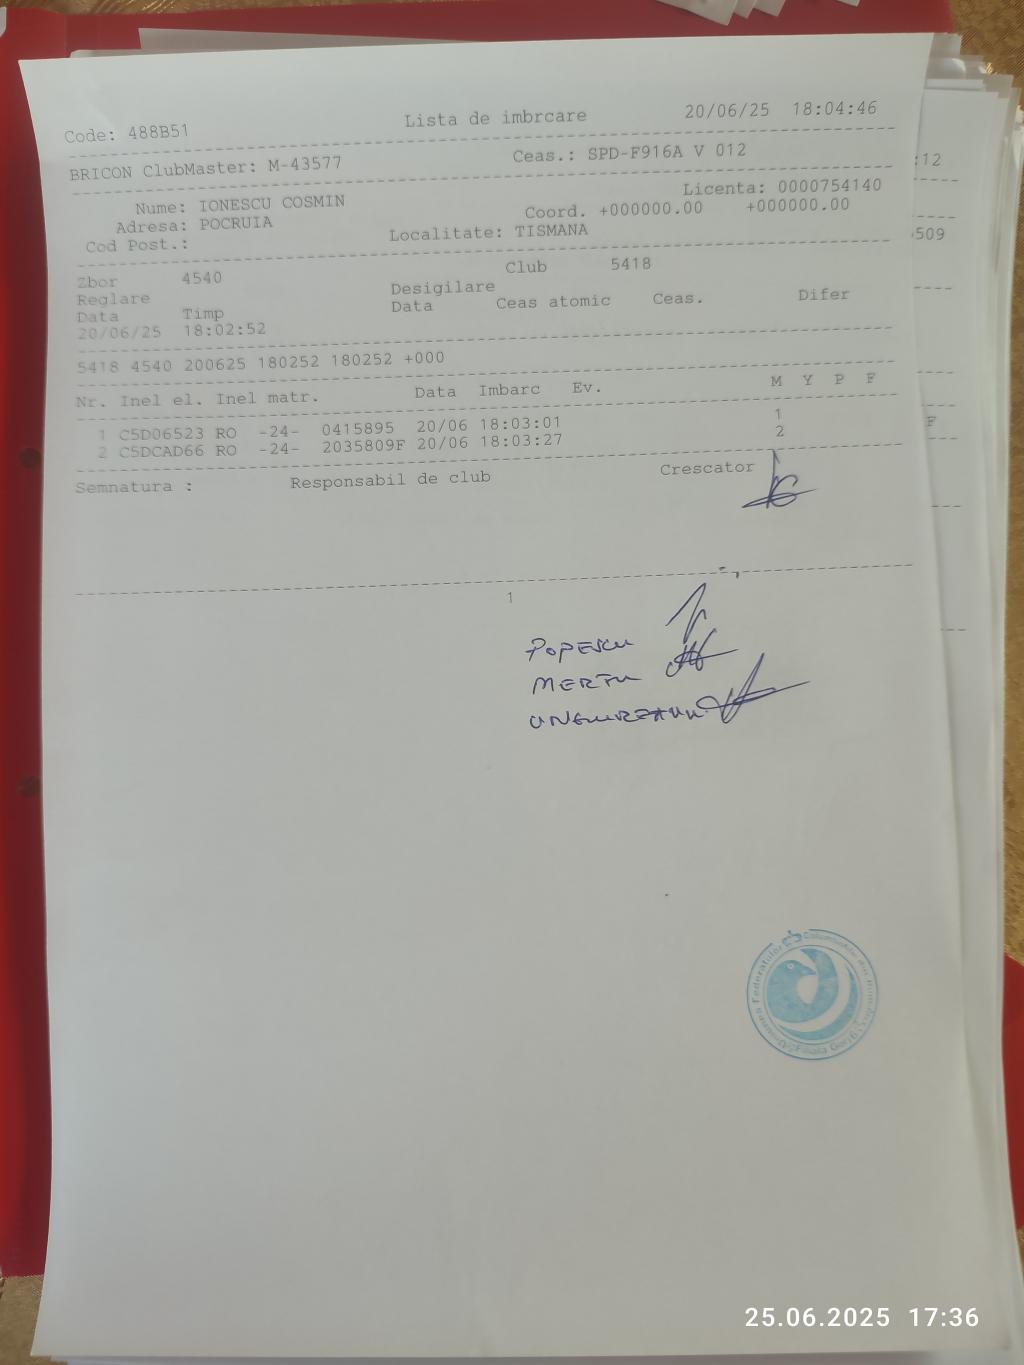 Code: 488B51 Lista de imbrcare 20/06/25 18:04:46
BRICON ClubMaster: M-43577 Ceas.: SPD-F916A V 012
Licenta: 0000754140
Nume: IONESCU COSMIN
Coord. +000000.00 +000000.00
Adresa: POCRUIA
Cod Post.: Localitate: TISMANA
Zbor 4540 Club 5418
Reglare Desigilare
Data Timp Data Ceas atomic Ceas. Difer
20/06/25 18:02:52
5418 4540 200625 180252 180252 +000
Nr. Inel el. Inel matr. Data Imbarc Ev. M Y P F
1 C5D06523 RO -24- 0415895 20/06 18:03:01 1
2 C5DCAD66 RO -24- 2035809F 20/06 18:03:27 2
Semnatura : Responsabil de club Crescator
1
POPESCU
MERFU
UNGUREANU
:12
509
F
25.06.2025 17:36